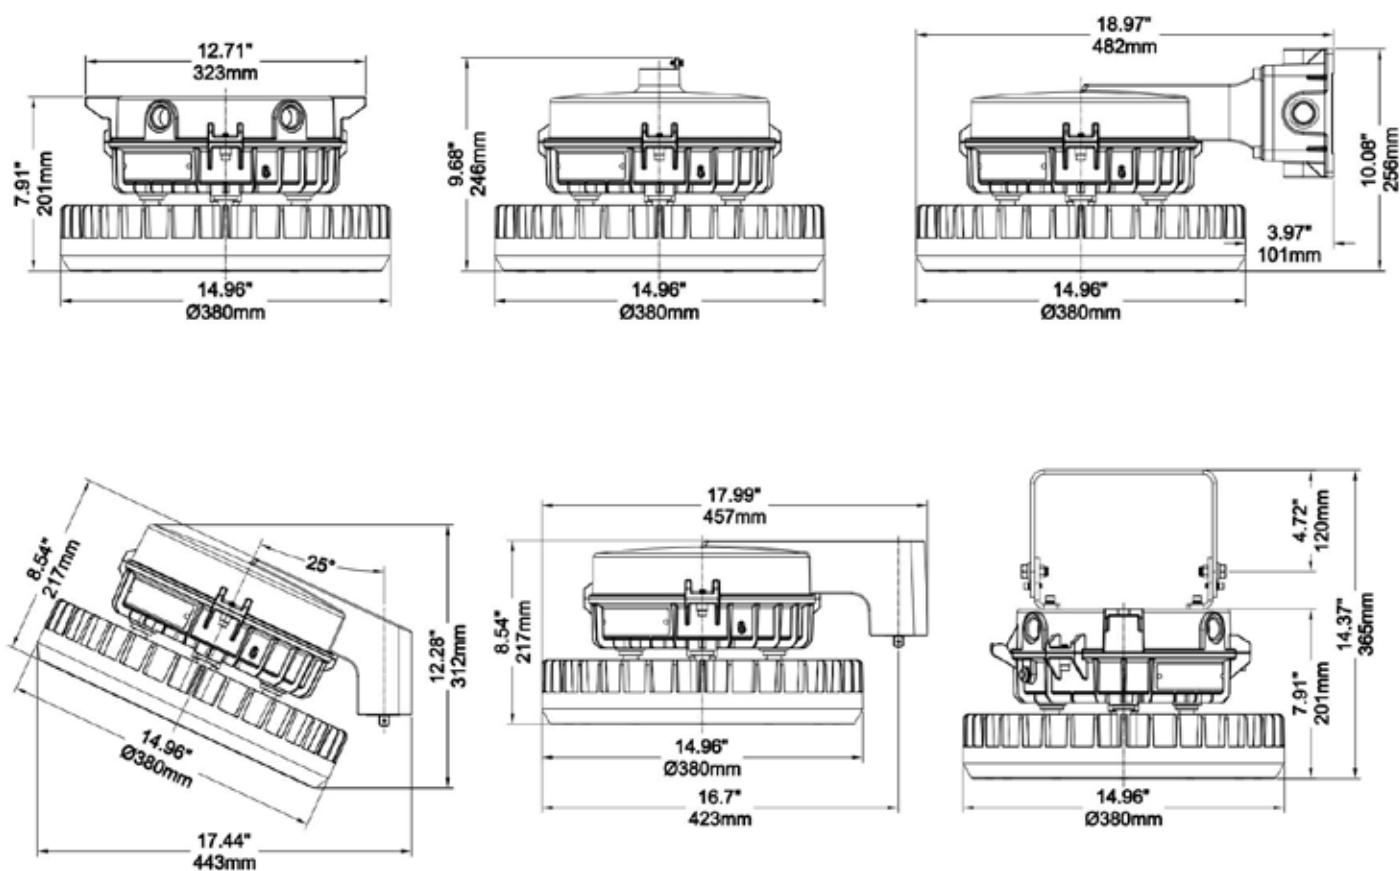 12.71"
323mm
7.91"
201mm
14.96"
Ø380mm
9.68"
246mm
14.96"
Ø380mm
18.97"
482mm
10.08"
256mm
3.97"
101mm
14.96"
Ø380mm
8.54"
217mm
25°
12.28"
312mm
14.96"
Ø380mm
17.44"
443mm
17.99"
457mm
8.54"
217mm
14.96"
Ø380mm
16.7"
423mm
4.72"
120mm
14.37"
365mm
7.91"
201mm
14.96"
Ø380mm